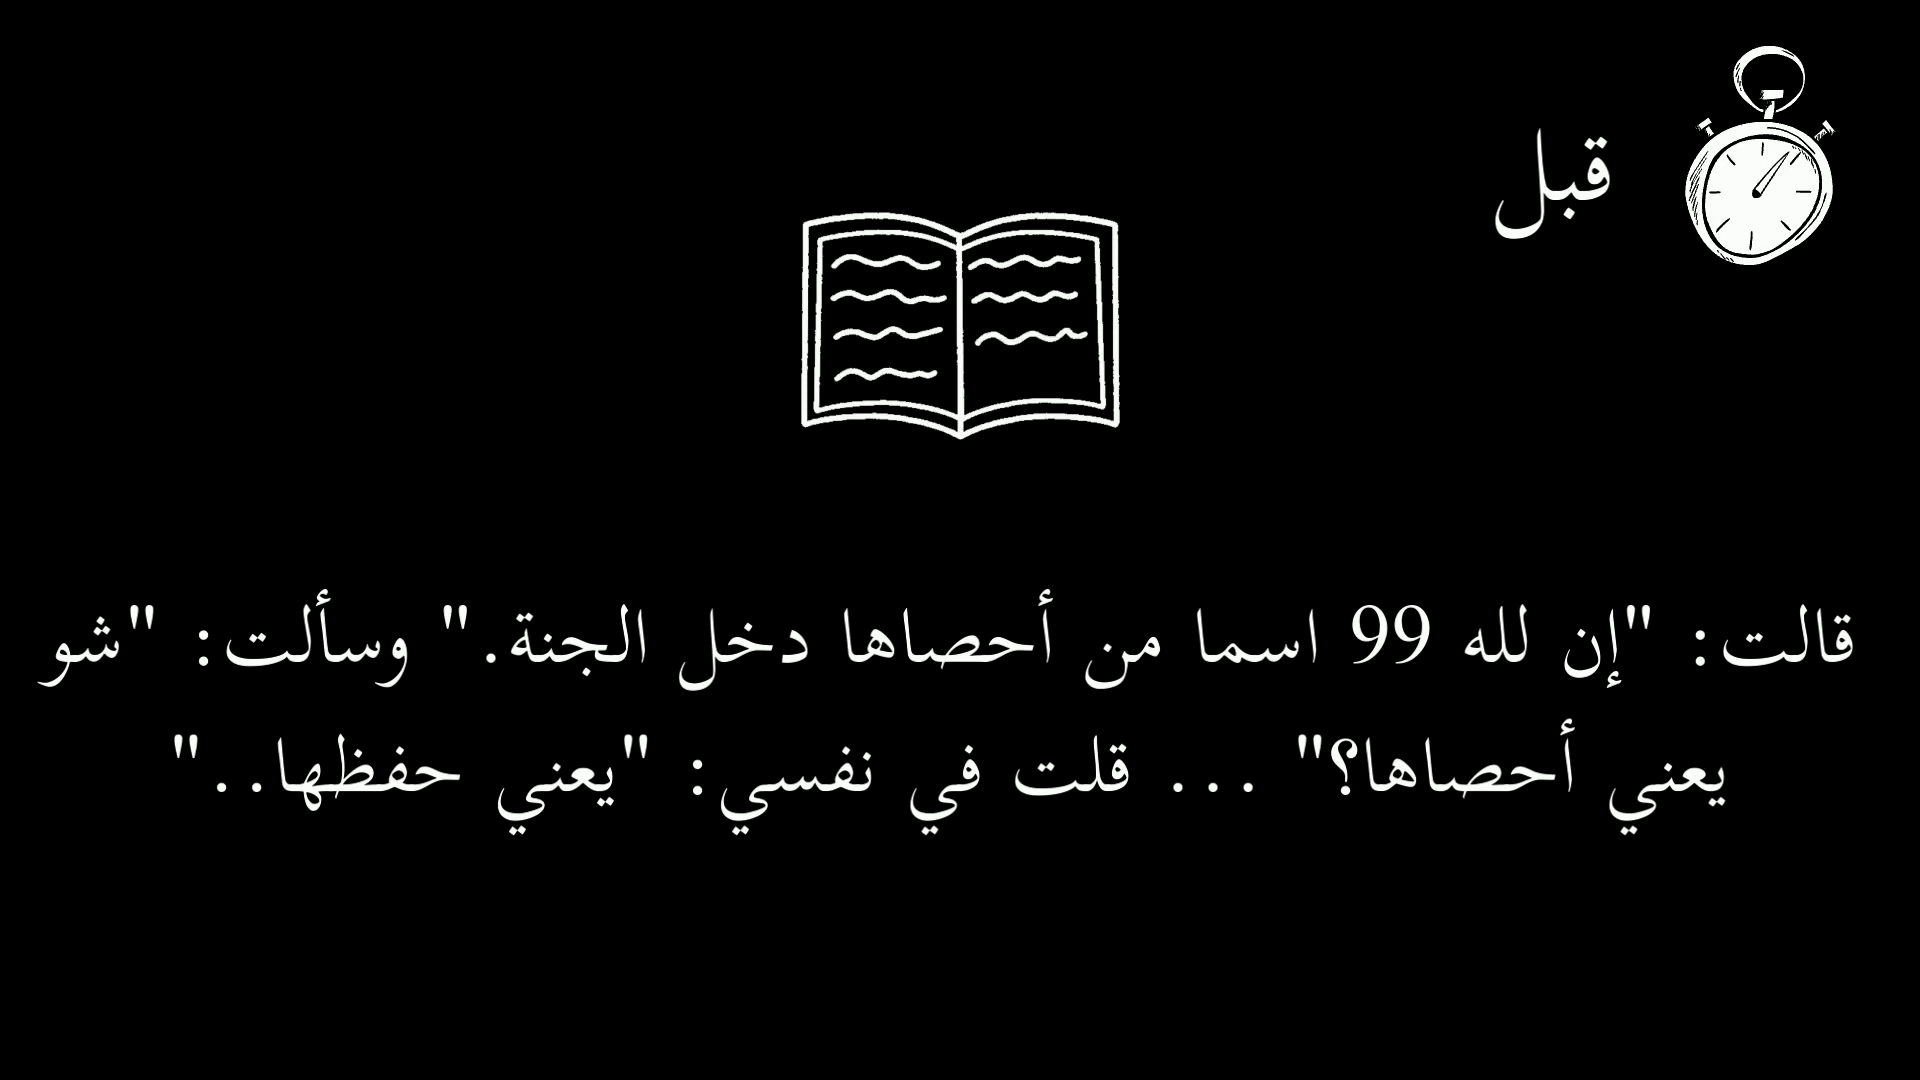 قبل
قالت: "إن لله 99 اسما من أحصاها دخل الجنة." وسألت: "شو
يعني أحصاها؟" ... قلت في نفسي: "يعني حفظها.."